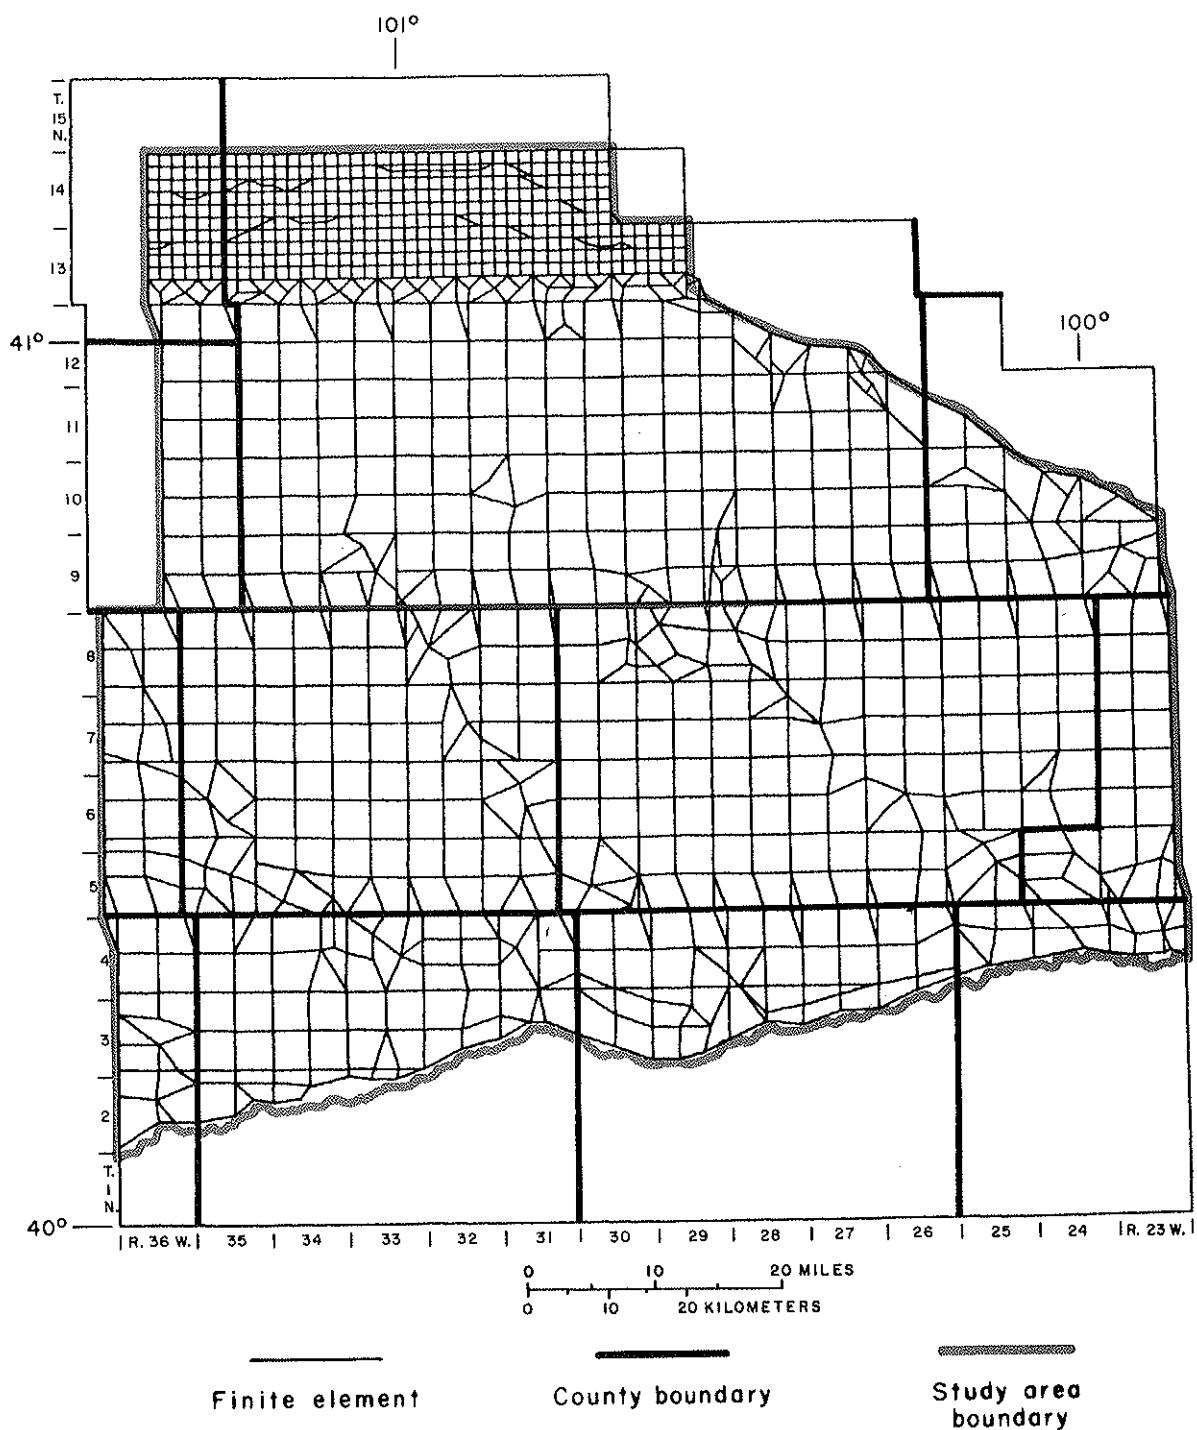 101°
T.
15
N.
14
13
100°
41°
12
11
10
9
8
7
6
5
4
3
2
T.
1
N.
40°
R. 36 W. 35 34 33 32 31 30 29 28 27 26 25 24 R. 23 W.
0 10 20 MILES
0 10 20 KILOMETERS
Finite element
County boundary
Study area
boundary